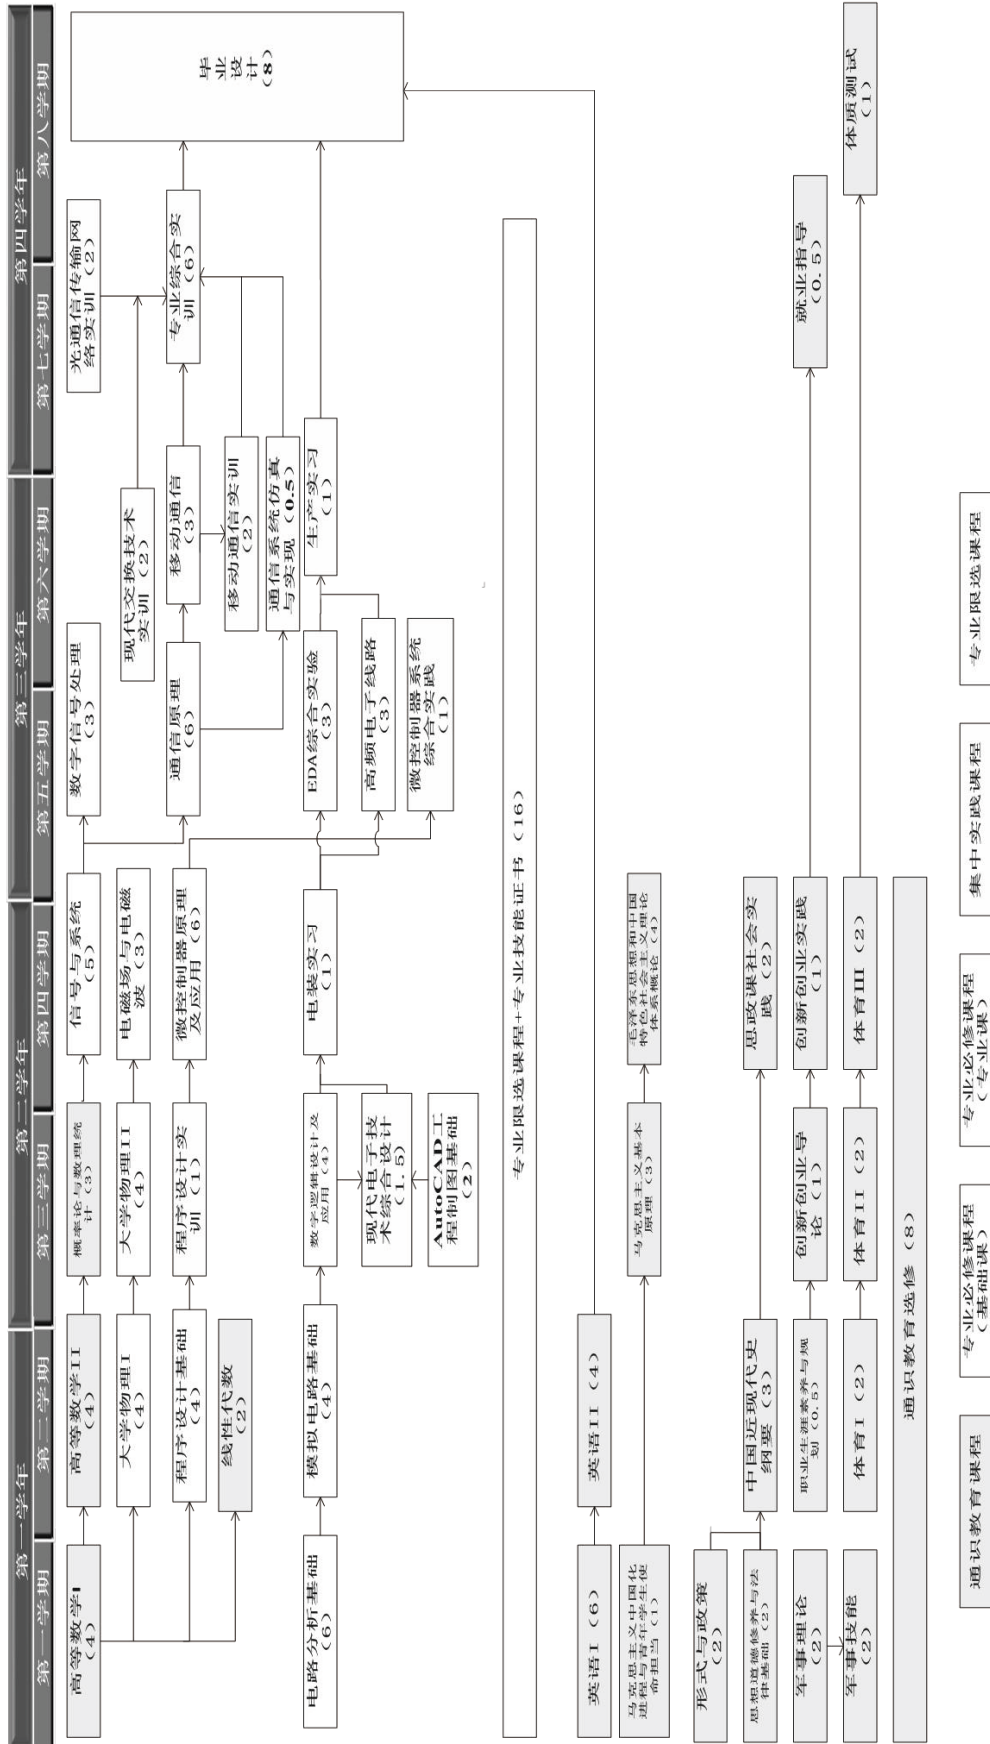 第一学年
第二学年
第三学年
第四学年
第一学期
第二学期
第三学期
第四学期
第五学期
第六学期
第七学期
第八学期
高等数学I
（4）
高等数学II
（4）
概率论与数理统
计（3）
信号与系统
（5）
数字信号处理
（3）
光通信传输网
络实训（2）
毕
业
设
计
（8）
大学物理I
（4）
大学物理II
（4）
电磁场与电磁
波（3）
现代交换技术
实训（2）
程序设计基础
（4）
程序设计实
训（1）
微控制器原理
及应用（6）
通信原理
（6）
移动通信
（3）
专业综合实
训（6）
线性代数
（2）
移动通信实训
（2）
通信系统仿真
与实现（0.5）
电路分析基础
（6）
模拟电路基础
（4）
数字逻辑设计及
应用（4）
电装实习
（1）
EDA综合实验
（3）
生产实习
（1）
现代电子技
术综合设计
（1.5）
高频电子线路
（3）
AutoCAD工
程制图基础
（2）
微控制器系统
综合实践
（1）
专业限选课程+专业技能证书（16）
英语I（6）
英语II（4）
马克思主义中国化
进程与青年学生使
命担当（1）
马克思主义基本
原理（3）
毛泽东思想和中国
特色社会主义理论
体系概论（4）
形式与政策
（2）
思想道德修养与法
律基础（2）
中国近现代史
纲要（3）
思政课社会实
践（2）
军事理论
（2）
职业生涯素养与规
划（0.5）
创新创业导
论（1）
创新创业实践
（1）
就业指导
（0.5）
军事技能
（2）
体育I（2）
体育II（2）
体育III（2）
体质测试
（1）
通识教育选修（8）
通识教育课程
专业必修课程
（基础课）
专业必修课程
（专业课）
集中实践课程
专业限选课程